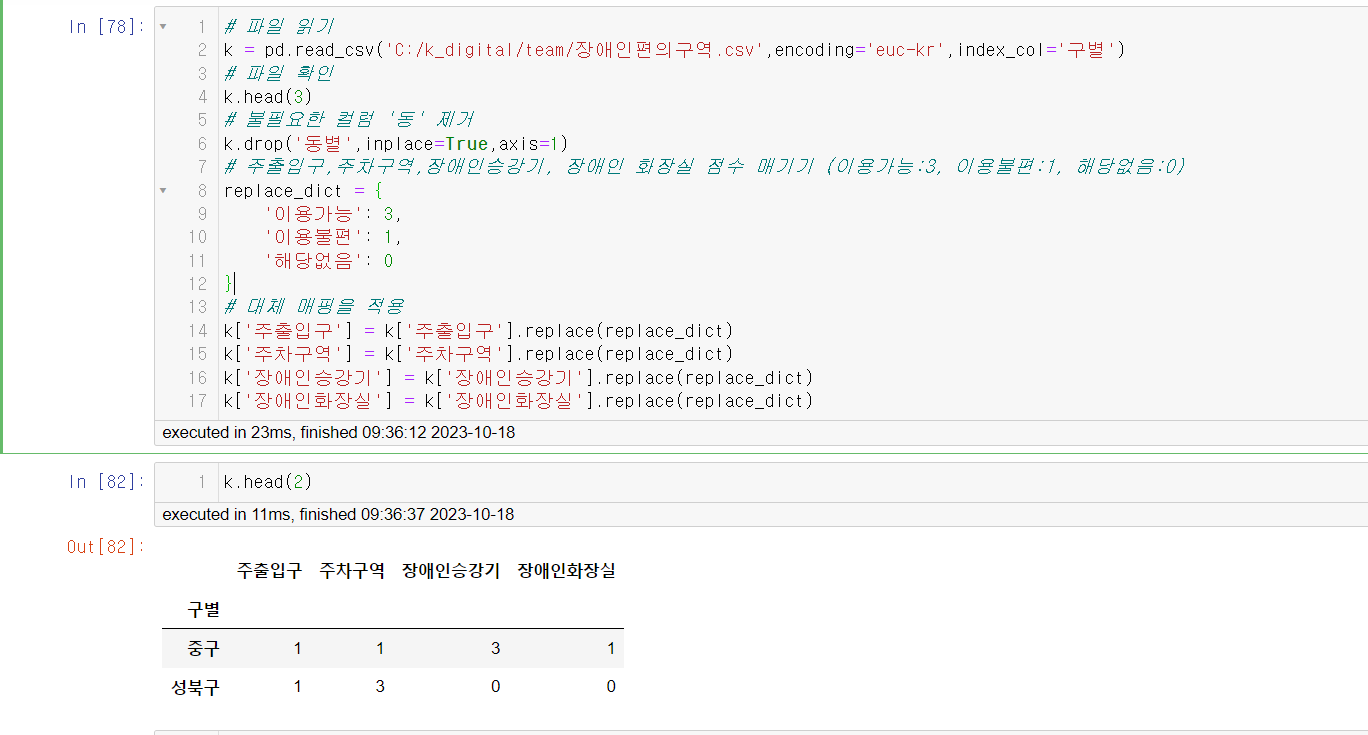 In [78]:
1 # 파일 읽기
2 k = pd.read_csv('C:/k_digital/team/장애인편의구역.csv',encoding='euc-kr',index_col='구별')
3 # 파일 확인
4 k.head(3)
5 # 불필요한 컬럼 '동' 제거
6 k.drop('동별',inplace=True,axis=1)
7 # 주출입구,주차구역,장애인승강기, 장애인 화장실 점수 매기기 (이용가능:3, 이용불편:1, 해당없음:0)
8 replace_dict = {
9     '이용가능': 3,
10     '이용불편': 1,
11     '해당없음': 0
12 }
13 # 대체 매핑을 적용
14 k['주출입구'] = k['주출입구'].replace(replace_dict)
15 k['주차구역'] = k['주차구역'].replace(replace_dict)
16 k['장애인승강기'] = k['장애인승강기'].replace(replace_dict)
17 k['장애인화장실'] = k['장애인화장실'].replace(replace_dict)
executed in 23ms, finished 09:36:12 2023-10-18
In [82]:
1 k.head(2)
executed in 11ms, finished 09:36:37 2023-10-18
Out[82]:
주출입구 주차구역 장애인승강기 장애인화장실
구별
중구 1 1 3 1
성북구 1 3 0 0